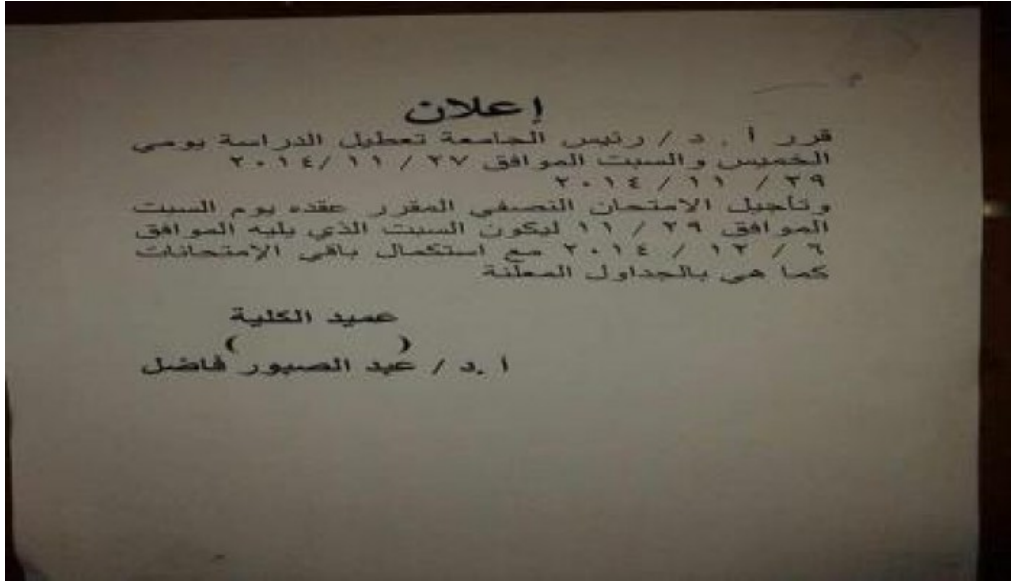 إعلان
قرر أ . د / رئيس الجامعة تعطيل الدراسة يومي
الخميس والسبت الموافق ٢٧ / ١١ /٢٠١٤
٢٩ / ١١ / ٢٠١٤
وتأجيل الامتحان النصفى المقرر عقده يوم السبت
الموافق ٢٩ / ١١ ليكون السبت الذي يليه الموافق
٦ / ١٢ / ٢٠١٤ مع استكمال باقي الامتحانات
كما هي بالجداول المعلنة
عميد الكلية
( )
أ .د / عبد الصبور فاضل